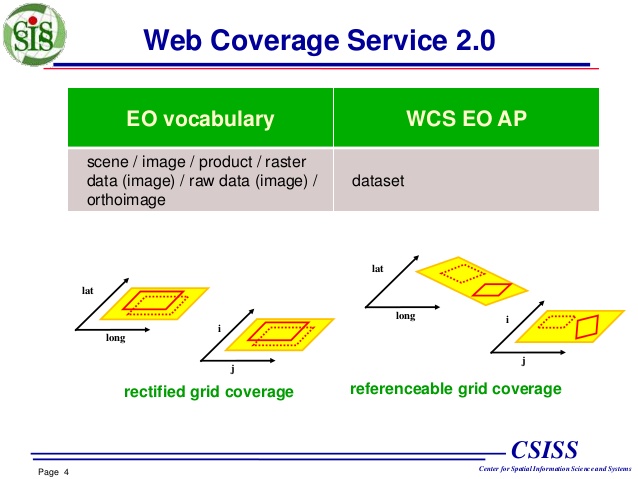 CSISS
Web Coverage Service 2.0
EO vocabulary
WCS EO AP
scene / image / product / raster
data (image) / raw data (image) /
orthoimage
dataset
lat
long
i
j
lat
long
i
j
rectified grid coverage
referenceable grid coverage
CSISS
Center for Spatial Information Science and Systems
Page 4